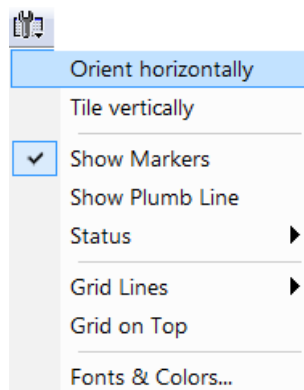 Orient horizontally
Tile vertically
Show Markers
Show Plumb Line
Status
Grid Lines
Grid on Top
Fonts & Colors...